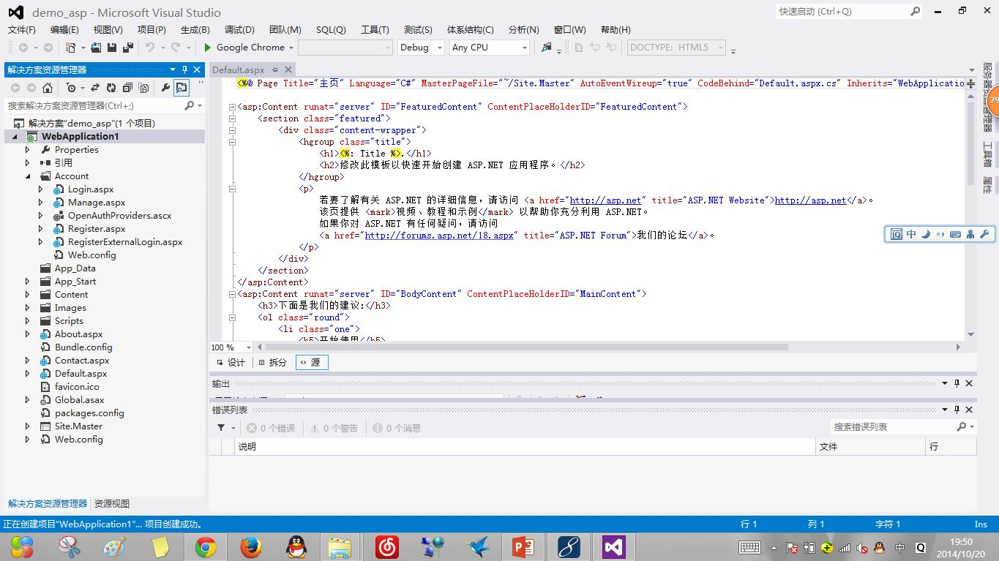 demo_asp - Microsoft Visual Studio
快速启动 (Ctrl+Q)
文件(F) 编辑(E) 视图(V) 项目(P) 生成(B) 调试(D) 团队(M) SQL(Q) 工具(T) 测试(S) 体系结构(C) 分析(N) 窗口(W) 帮助(H)
Google Chrome Debug Any CPU DOCTYPE: HTML5
解决方案资源管理器
搜索解决方案资源管理器(Ctrl+;)
解决方案"demo_asp"(1 个项目)
WebApplication1
Properties
引用
Account
Login.aspx
Manage.aspx
OpenAuthProviders.ascx
Register.aspx
RegisterExternalLogin.aspx
Web.config
App_Data
App_Start
Content
Images
Scripts
About.aspx
Bundle.config
Contact.aspx
Default.aspx
favicon.ico
Global.asax
packages.config
Site.Master
Web.config
解决方案资源管理器 资源视图
Default.aspx
<%@ Page Title="主页" Language="C#" MasterPageFile="~/Site.Master" AutoEventWireup="true" CodeBehind="Default.aspx.cs" Inherits="WebApplicatio
<asp:Content runat="server" ID="FeaturedContent" ContentPlaceHolderID="FeaturedContent">
<section class="featured">
<div class="content-wrapper">
<hgroup class="title">
<h1><%: Title %>.</h1>
<h2>修改此模板以快速开始创建 ASP.NET 应用程序。</h2>
</hgroup>
<p>
若要了解有关 ASP.NET 的详细信息，请访问 <a href="http://asp.net" title="ASP.NET Website">http://asp.net</a>。
该页提供 <mark>视频、教程和示例</mark> 以帮助你充分利用 ASP.NET。
如果你对 ASP.NET 有任何疑问，请访问
<a href="http://forums.asp.net/18.aspx" title="ASP.NET Forum">我们的论坛</a>。
</p>
</div>
</section>
</asp:Content>
<asp:Content runat="server" ID="BodyContent" ContentPlaceHolderID="MainContent">
<h3>下面是我们的建议:</h3>
<ol class="round">
<li class="one">
<h5>开始使用</h5>
100 %
设计 拆分 源
输出
错误列表
0 个错误 0 个警告 0 个消息 搜索错误列表
说明 文件 行
工具箱
属性
79
中
正在创建项目"WebApplication1"... 项目创建成功。 行 1 列 1 字符 1 Ins
中 19:50
2014/10/20